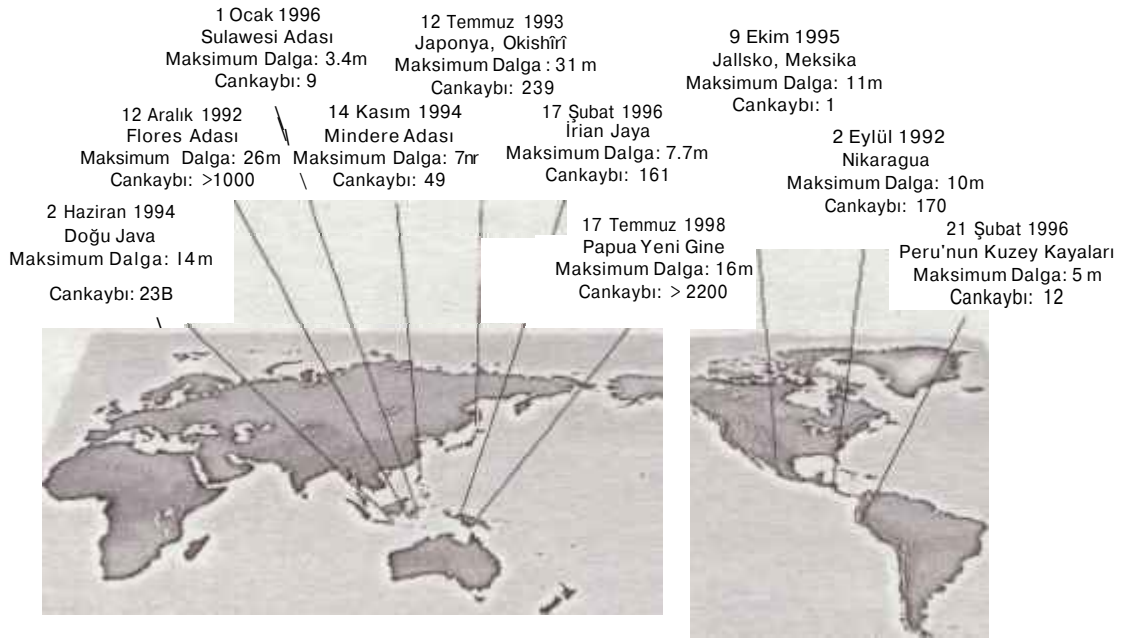 1 Ocak 1996
Sulawesi Adası
Maksimum Dalga: 3.4m
Cankaybı: 9
12 Temmuz 1993
Japonya, Okishîrî
Maksimum Dalga : 31 m
Cankaybı: 239
9 Ekim 1995
Jallsko, Meksika
Maksimum Dalga: 11m
Cankaybı: 1
12 Aralık 1992
Flores Adası
Maksimum Dalga: 26m
Cankaybı: >1000
14 Kasım 1994
Mindere Adası
Maksimum Dalga: 7nr
Cankaybı: 49
17 Şubat 1996
İrian Jaya
Maksimum Dalga: 7.7m
Cankaybı: 161
2 Eylül 1992
Nikaragua
Maksimum Dalga: 10m
Cankaybı: 170
2 Haziran 1994
Doğu Java
Maksimum Dalga: I4m
Cankaybı: 23B
17 Temmuz 1998
Papua Yeni Gine
Maksimum Dalga: 16m
Cankaybı: > 2200
21 Şubat 1996
Peru'nun Kuzey Kayaları
Maksimum Dalga: 5 m
Cankaybı: 12